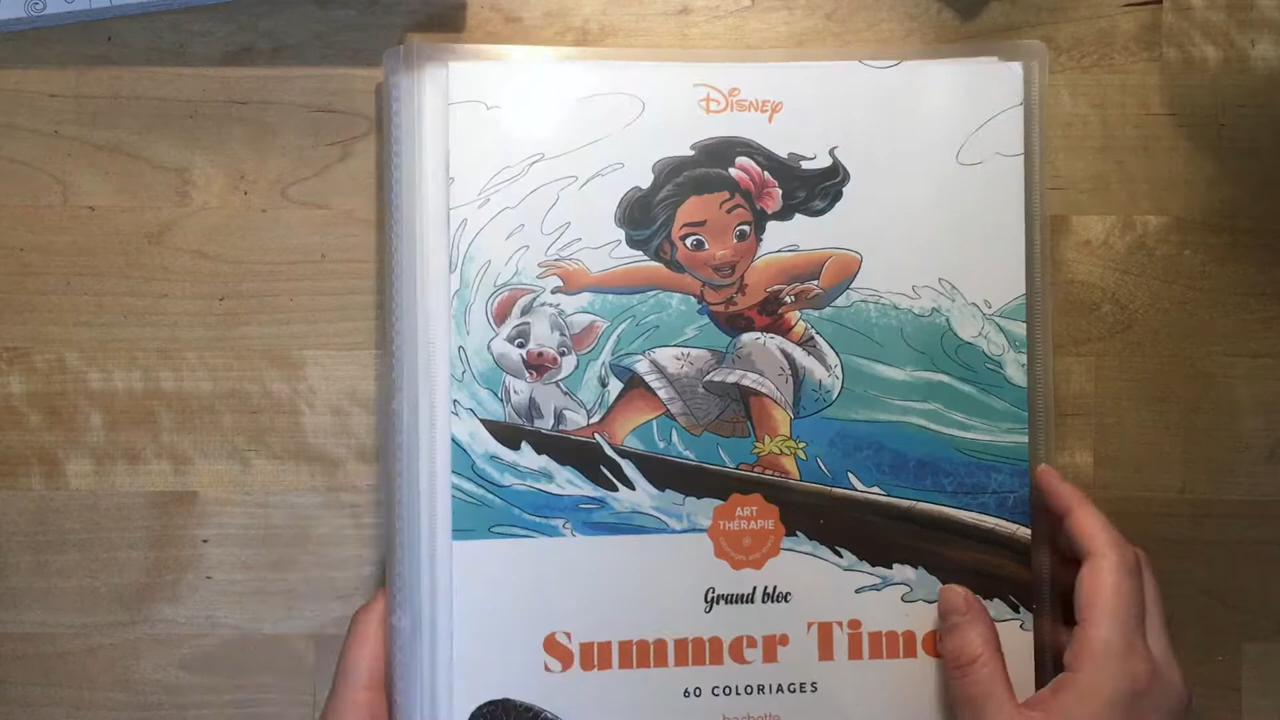 Disney
ART
THÉRAPIE
Grand bloc
Summer Time
60 COLORIAGES
hachette